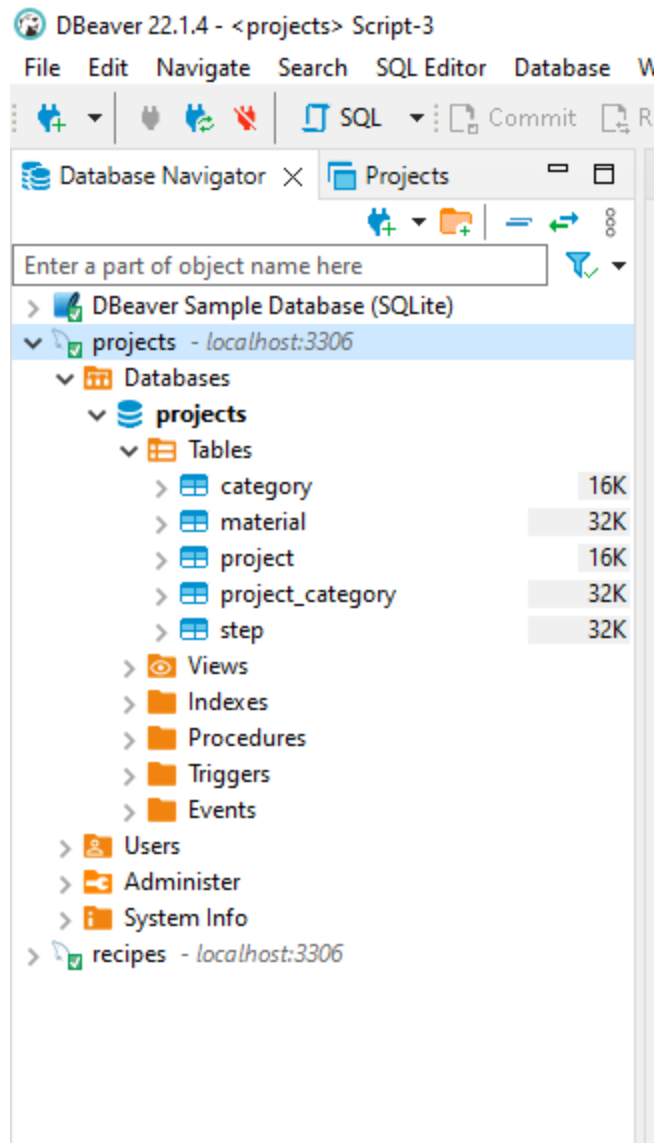 DBeaver 22.1.4 - <projects> Script-3
File Edit Navigate Search SQL Editor Database W
SQL Commit R
Database Navigator Projects
Enter a part of object name here
DBeaver Sample Database (SQLite)
projects - localhost:3306
Databases
projects
Tables
category 16K
material 32K
project 16K
project_category 32K
step 32K
Views
Indexes
Procedures
Triggers
Events
Users
Administer
System Info
recipes - localhost:3306